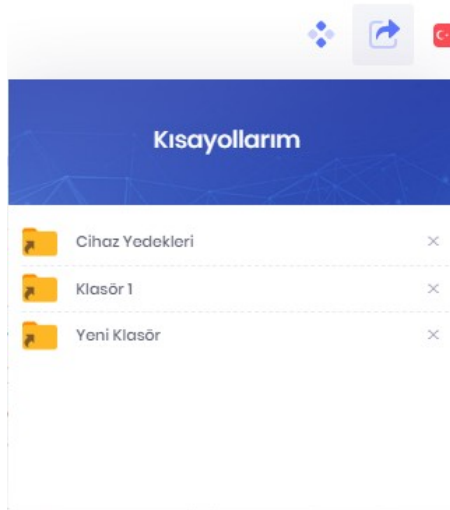 Kısayollarım
Cihaz Yedekleri
Klasör 1
Yeni Klasör